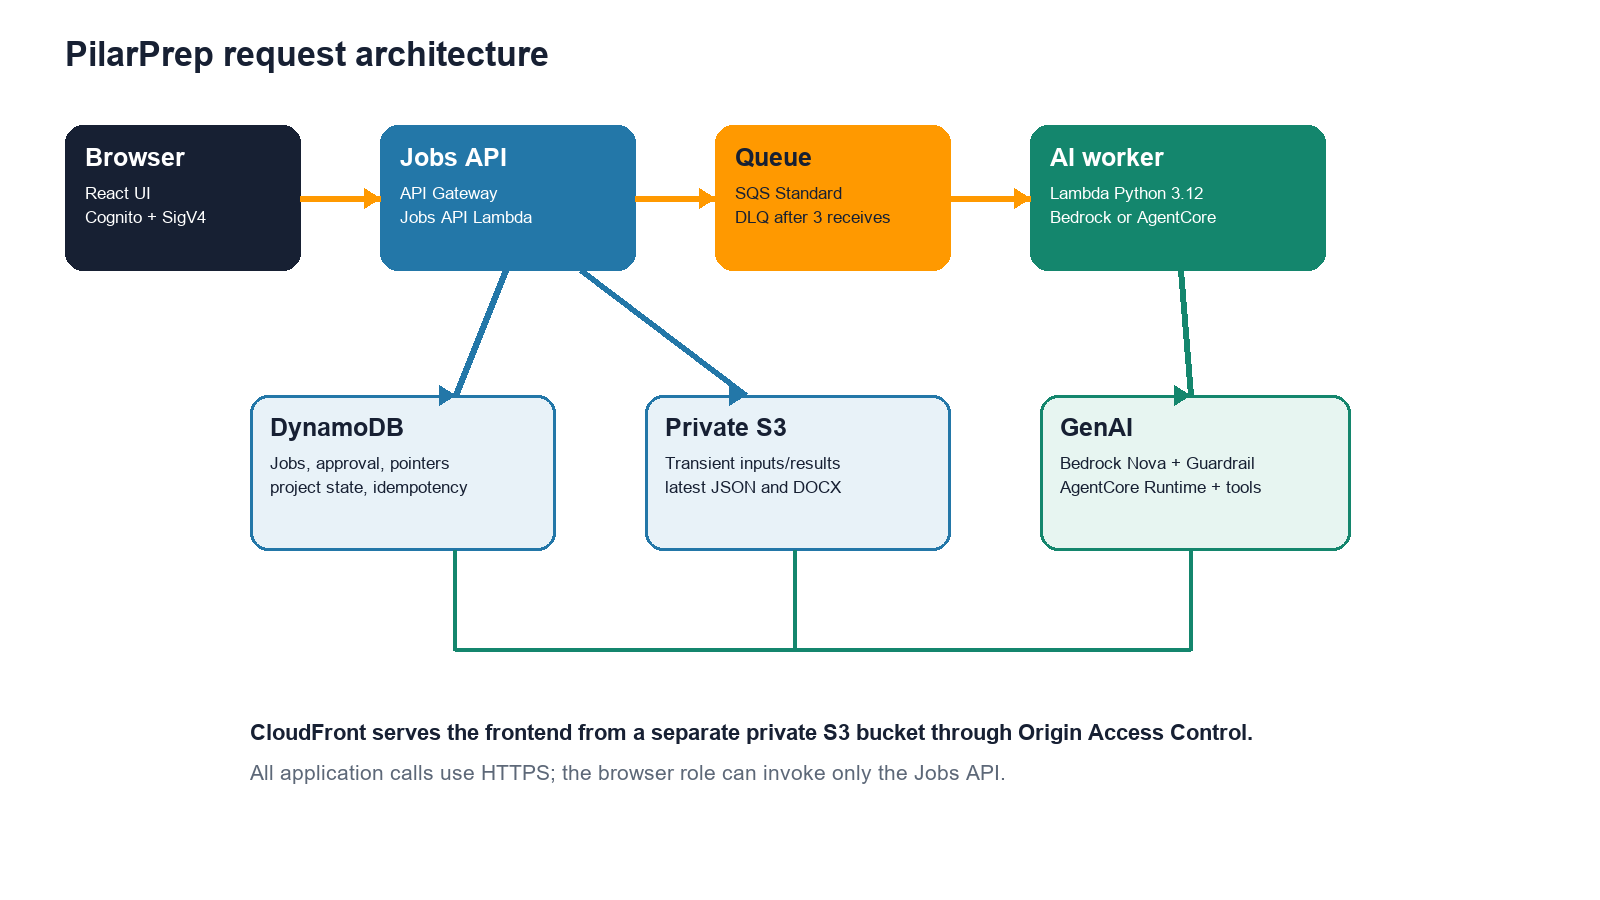 PilarPrep request architecture
Browser
React UI
Cognito + SigV4
Jobs API
API Gateway
Jobs API Lambda
Queue
SQS Standard
DLQ after 3 receives
AI worker
Lambda Python 3.12
Bedrock or AgentCore
DynamoDB
Jobs, approval, pointers
project state, idempotency
Private S3
Transient inputs/results
latest JSON and DOCX
GenAI
Bedrock Nova + Guardrail
AgentCore Runtime + tools
CloudFront serves the frontend from a separate private S3 bucket through Origin Access Control.
All application calls use HTTPS; the browser role can invoke only the Jobs API.